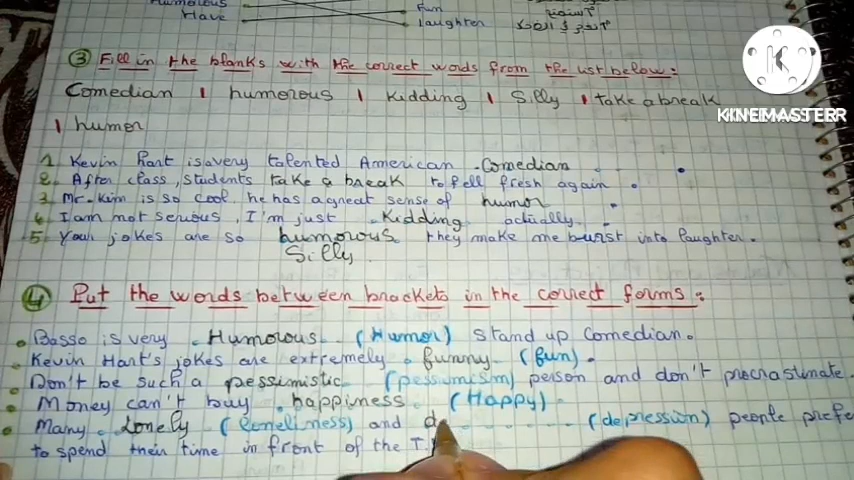 Humorous
Have
Fun
laughter
③ Fill in the blanks with the correct words from the list below:
Comedian | humorous | Kidding | Silly | take a break
| humor
K
KINEMASTER
1. Kevin Hart is a very talented American Comedian.
2. After class, students take a break to fell fresh again.
3. Mr. Kim is so cool, he has a great sense of humor.
4. I am not serious, I'm just Kidding actually.
5. Your jokes are so humorous. they make me burst into laughter.
Silly.
④ Put the words between brackets in the correct forms:
Basso is very Humorous (Humor) stand up Comedian.
Kevin Hart's jokes are extremely funny (fun).
Don't be such a pessimistic (pessimism) person and don't procrastinate.
Money can't buy happiness (Happy).
Many Lonely (loneliness) and d........ (depression) people prefe
to spend their time in front of the T